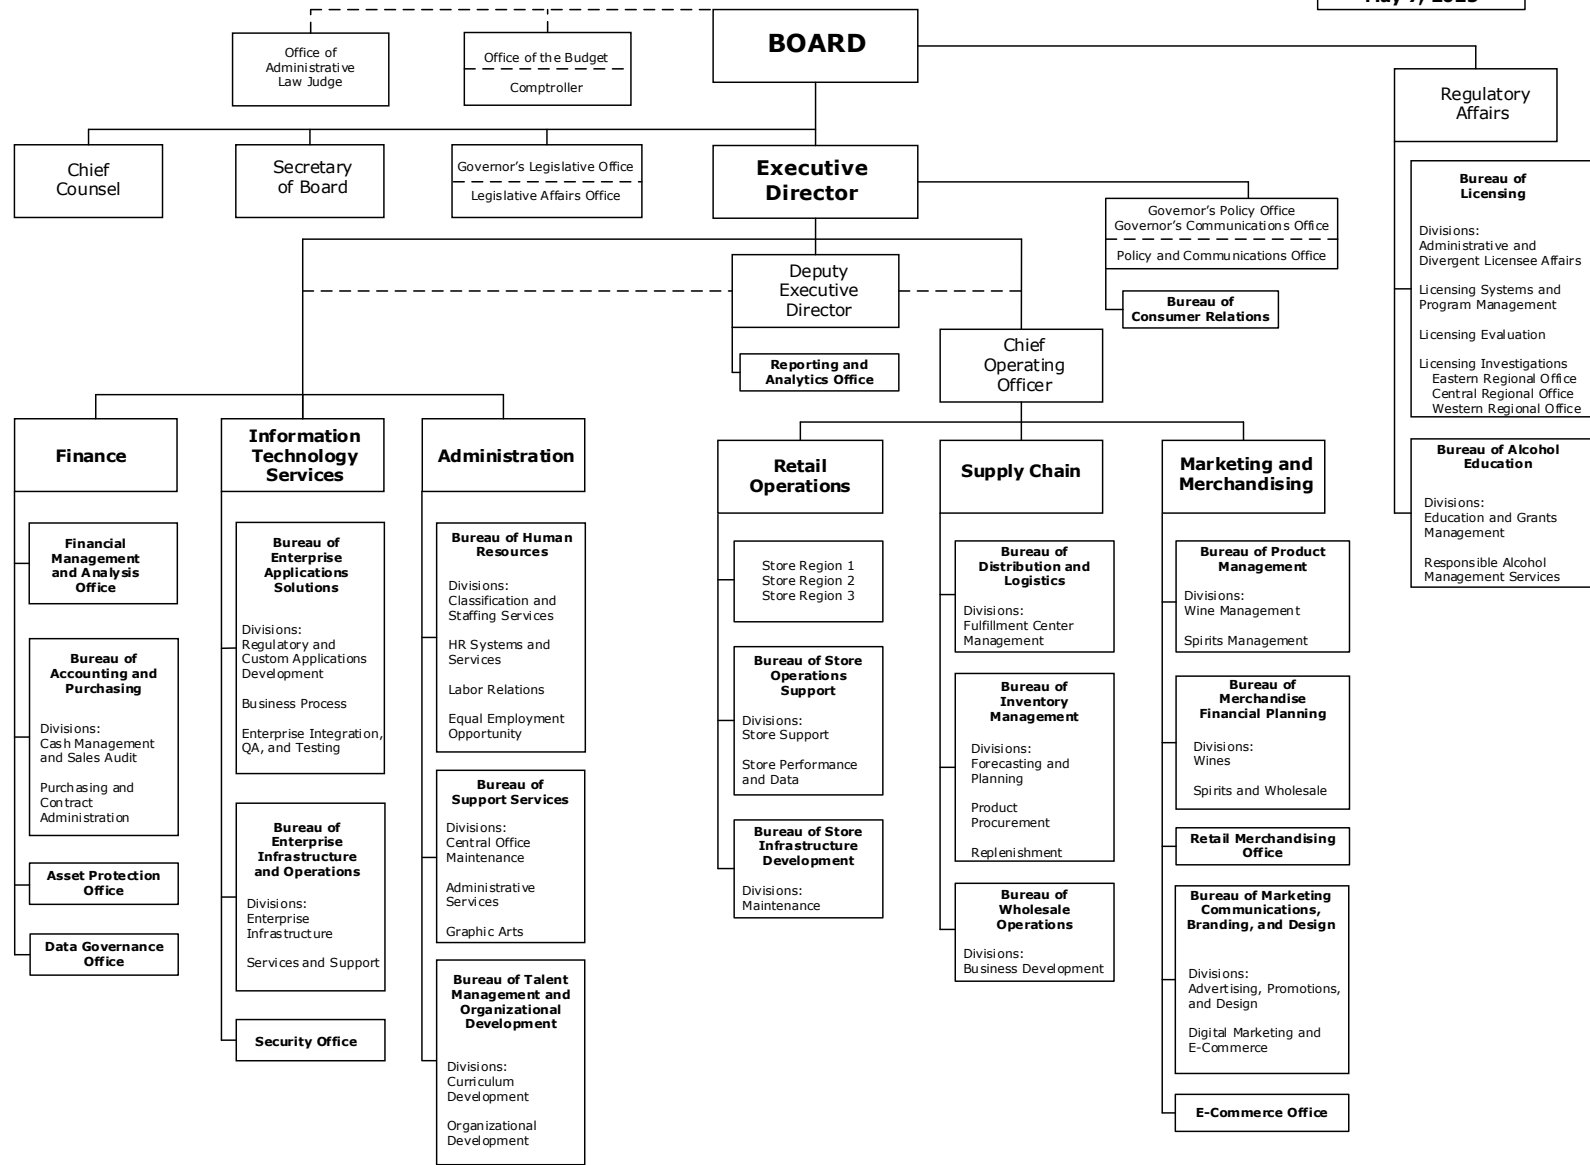 BOARD
Office of
Administrative
Law Judge
Office of the Budget
Comptroller
Regulatory
Affairs
Chief
Counsel
Secretary
of Board
Governor's Legislative Office
Legislative Affairs Office
Executive
Director
Governor's Policy Office
Governor's Communications Office
Policy and Communications Office
Bureau of
Consumer Relations
Deputy
Executive
Director
Reporting and
Analytics Office
Chief
Operating
Officer
Bureau of
Licensing
Divisions:
Administrative and
Divergent Licensee Affairs
Licensing Systems and
Program Management
Licensing Evaluation
Licensing Investigations
Eastern Regional Office
Central Regional Office
Western Regional Office
Bureau of Alcohol
Education
Divisions:
Education and Grants
Management
Responsible Alcohol
Management Services
Finance
Financial
Management
and Analysis
Office
Bureau of
Accounting and
Purchasing
Divisions:
Cash Management
and Sales Audit
Purchasing and
Contract
Administration
Asset Protection
Office
Data Governance
Office
Information
Technology
Services
Bureau of
Enterprise
Applications
Solutions
Divisions:
Regulatory and
Custom Applications
Development
Business Process
Enterprise Integration,
QA, and Testing
Bureau of
Enterprise
Infrastructure
and Operations
Divisions:
Enterprise
Infrastructure
Services and Support
Security Office
Administration
Bureau of Human
Resources
Divisions:
Classification and
Staffing Services
HR Systems and
Services
Labor Relations
Equal Employment
Opportunity
Bureau of
Support Services
Divisions:
Central Office
Maintenance
Administrative
Services
Graphic Arts
Bureau of Talent
Management and
Organizational
Development
Divisions:
Curriculum
Development
Organizational
Development
Retail
Operations
Store Region 1
Store Region 2
Store Region 3
Bureau of Store
Operations
Support
Divisions:
Store Support
Store Performance
and Data
Bureau of Store
Infrastructure
Development
Divisions:
Maintenance
Supply Chain
Bureau of
Distribution and
Logistics
Divisions:
Fulfillment Center
Management
Bureau of
Inventory
Management
Divisions:
Forecasting and
Planning
Product
Procurement
Replenishment
Bureau of
Wholesale
Operations
Divisions:
Business Development
Marketing and
Merchandising
Bureau of Product
Management
Divisions:
Wine Management
Spirits Management
Bureau of
Merchandise
Financial Planning
Divisions:
Wines
Spirits and Wholesale
Retail Merchandising
Office
Bureau of Marketing
Communications,
Branding, and Design
Divisions:
Advertising, Promotions,
and Design
Digital Marketing and
E-Commerce
E-Commerce Office